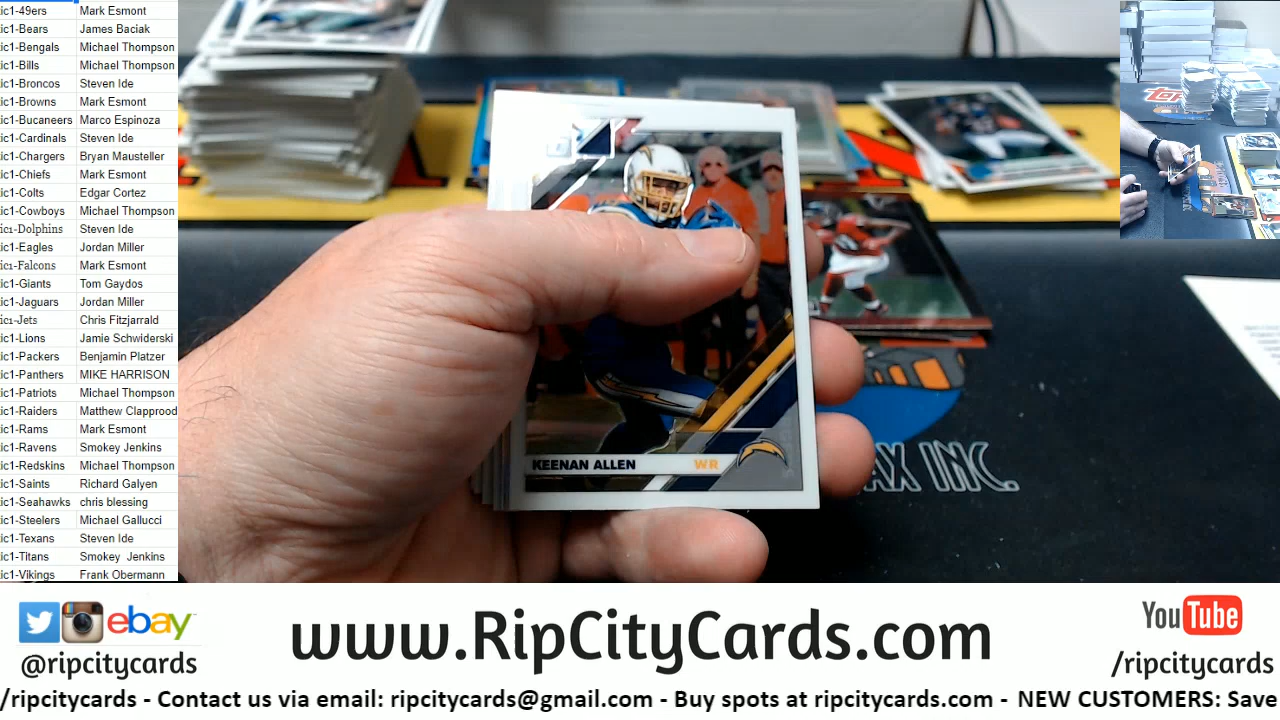 ic1-49ers Mark Esmont
ic1-Bears James Baciak
ic1-Bengals Michael Thompson
ic1-Bills Michael Thompson
ic1-Broncos Steven Ide
ic1-Browns Mark Esmont
ic1-Bucaneers Marco Espinoza
ic1-Cardinals Steven Ide
ic1-Chargers Bryan Mausteller
ic1-Chiefs Mark Esmont
ic1-Colts Edgar Cortez
ic1-Cowboys Michael Thompson
ic1-Dolphins Steven Ide
ic1-Eagles Jordan Miller
ic1-Falcons Mark Esmont
ic1-Giants Tom Gaydos
ic1-Jaguars Jordan Miller
ic1-Jets Chris Fitzjarrald
ic1-Lions Jamie Schwiderski
ic1-Packers Benjamin Platzer
ic1-Panthers MIKE HARRISON
ic1-Patriots Michael Thompson
ic1-Raiders Matthew Clapprood
ic1-Rams Mark Esmont
ic1-Ravens Smokey Jenkins
ic1-Redskins Michael Thompson
ic1-Saints Richard Galyen
ic1-Seahawks chris blessing
ic1-Steelers Michael Gallucci
ic1-Texans Steven Ide
ic1-Titans Smokey Jenkins
ic1-Vikings Frank Obermann
KEENAN ALLEN WR
AX INC.
ebay
@ripcitycards
www.RipCityCards.com
YouTube
/ripcitycards
/ripcitycards - Contact us via email: ripcitycards@gmail.com - Buy spots at ripcitycards.com - NEW CUSTOMERS: Save